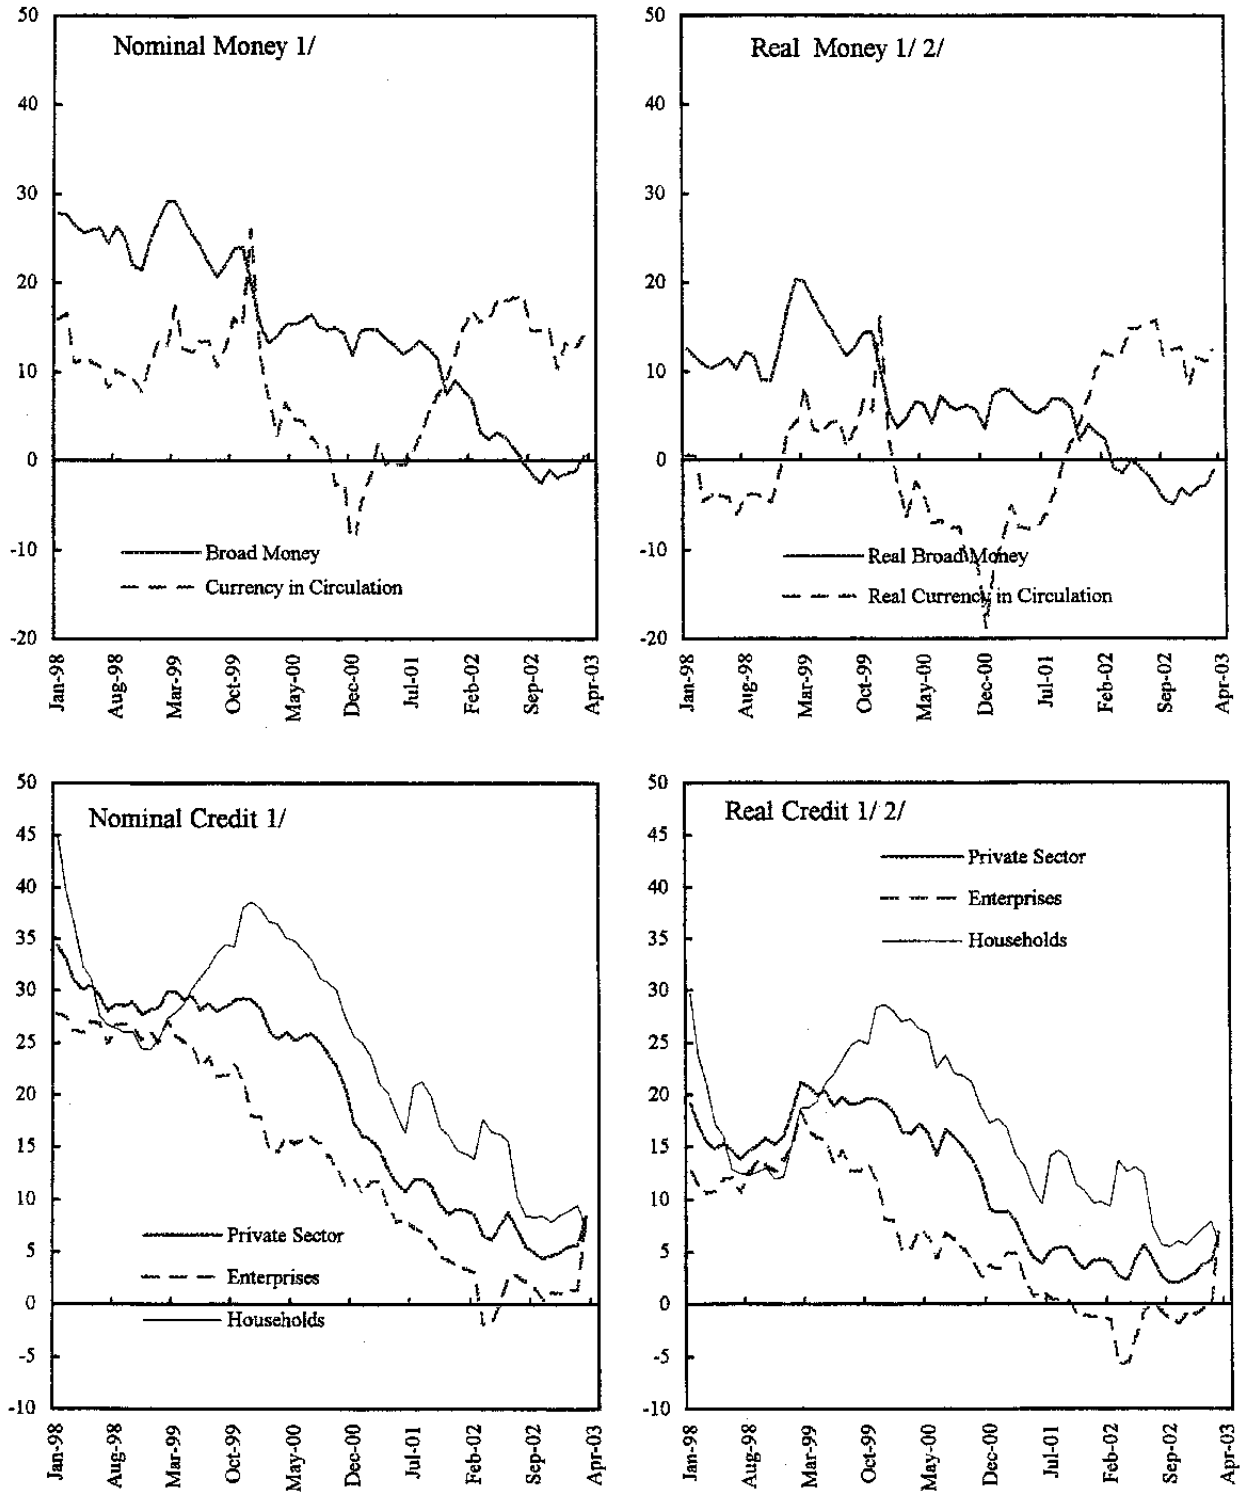 Nominal Money 1/
50
40
30
20
10
0
-10
-20
Broad Money
Currency in Circulation
Jan-98
Aug-98
Mar-99
Oct-99
May-00
Dec-00
Jul-01
Feb-02
Sep-02
Apr-03
Real Money 1/ 2/
50
40
30
20
10
0
-10
-20
Real Broad Money
Real Currency in Circulation
Jan-98
Aug-98
Mar-99
Oct-99
May-00
Dec-00
Jul-01
Feb-02
Sep-02
Apr-03
Nominal Credit 1/
50
45
40
35
30
25
20
15
10
5
0
-5
-10
Private Sector
Enterprises
Households
Jan-98
Aug-98
Mar-99
Oct-99
May-00
Dec-00
Jul-01
Feb-02
Sep-02
Apr-03
Real Credit 1/ 2/
50
45
40
35
30
25
20
15
10
5
0
-5
-10
Private Sector
Enterprises
Households
Jan-98
Aug-98
Mar-99
Oct-99
May-00
Dec-00
Jul-01
Feb-02
Sep-02
Apr-03